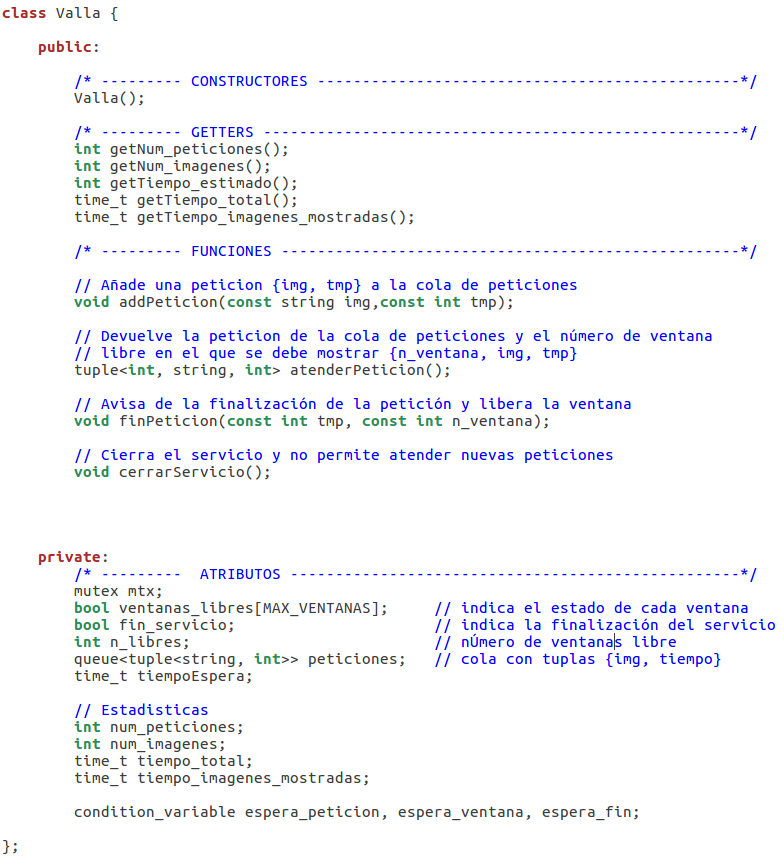 class Valla {
public:
/* --------- CONSTRUCTORES -----------------------------------------------*/
Valla();
/* --------- GETTERS -----------------------------------------------------*/
int getNum_peticiones();
int getNum_imagenes();
int getTiempo_estimado();
time_t getTiempo_total();
time_t getTiempo_imagenes_mostradas();
/* --------- FUNCIONES ---------------------------------------------------*/
// Añade una peticion {img, tmp} a la cola de peticiones
void addPeticion(const string img,const int tmp);
// Devuelve la peticion de la cola de peticiones y el número de ventana
// libre en el que se debe mostrar {n_ventana, img, tmp}
tuple<int, string, int> atenderPeticion();
// Avisa de la finalización de la petición y libera la ventana
void finPeticion(const int tmp, const int n_ventana);
// Cierra el servicio y no permite atender nuevas peticiones
void cerrarServicio();
private:
/* ---------  ATRIBUTOS --------------------------------------------------*/
mutex mtx;
bool ventanas_libres[MAX_VENTANAS];     // indica el estado de cada ventana
bool fin_servicio;                      // indica la finalización del servicio
int n_libres;                           // nÚmero de ventanas libre
queue<tuple<string, int>> peticiones;   // cola con tuplas {img, tiempo}
time_t tiempoEspera;
// Estadisticas
int num_peticiones;
int num_imagenes;
time_t tiempo_total;
time_t tiempo_imagenes_mostradas;
condition_variable espera_peticion, espera_ventana, espera_fin;
};